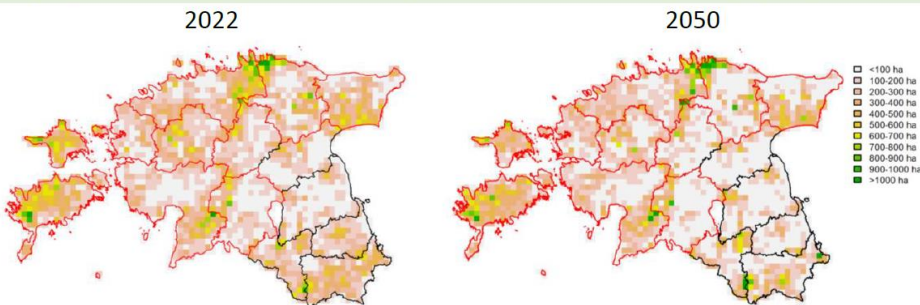 2022
2050
<100 ha
100-200 ha
200-300 ha
300-400 ha
400-500 ha
500-600 ha
600-700 ha
700-800 ha
800-900 ha
900-1000 ha
>1000 ha